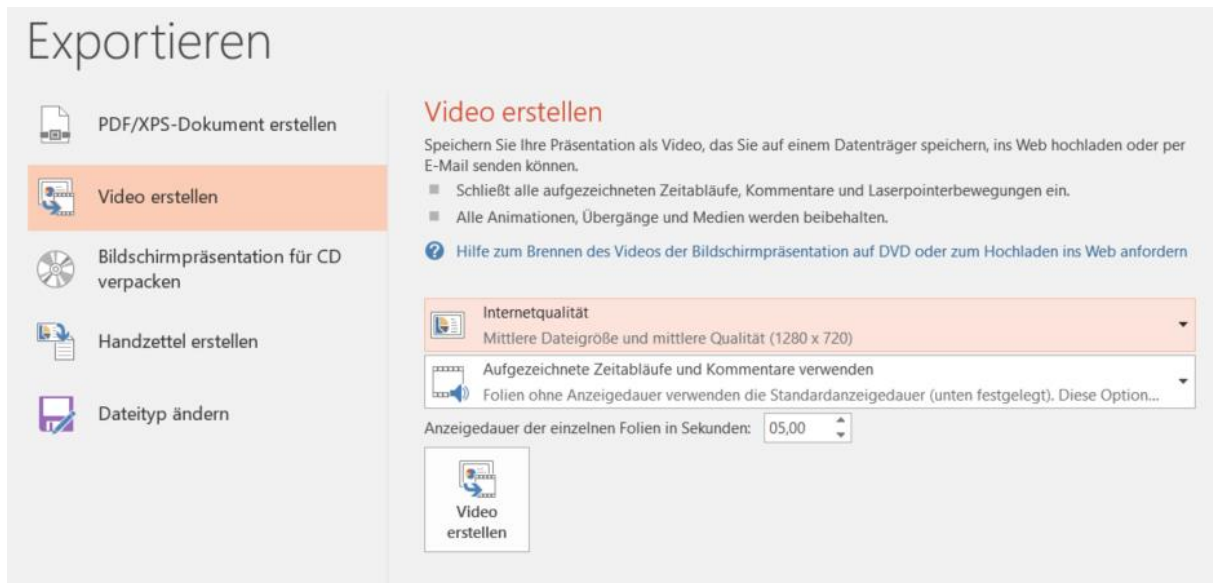 Exportieren
PDF/XPS-Dokument erstellen
Video erstellen
Bildschirmpräsentation für CD
verpacken
Handzettel erstellen
Dateityp ändern
Video erstellen
Speichern Sie Ihre Präsentation als Video, das Sie auf einem Datenträger speichern, ins Web hochladen oder per
E-Mail senden können.
Schließt alle aufgezeichneten Zeitabläufe, Kommentare und Laserpointerbewegungen ein.
Alle Animationen, Übergänge und Medien werden beibehalten.
Hilfe zum Brennen des Videos der Bildschirmpräsentation auf DVD oder zum Hochladen ins Web anfordern
Internetqualität
Mittlere Dateigröße und mittlere Qualität (1280 x 720)
Aufgezeichnete Zeitabläufe und Kommentare verwenden
Folien ohne Anzeigedauer verwenden die Standardanzeigedauer (unten festgelegt). Diese Option...
Anzeigedauer der einzelnen Folien in Sekunden: 05,00
Video
erstellen